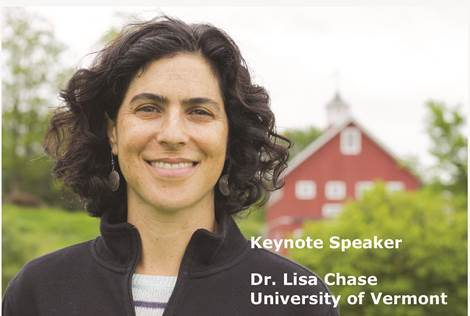 Keynote Speaker
Dr. Lisa Chase
University of Vermont